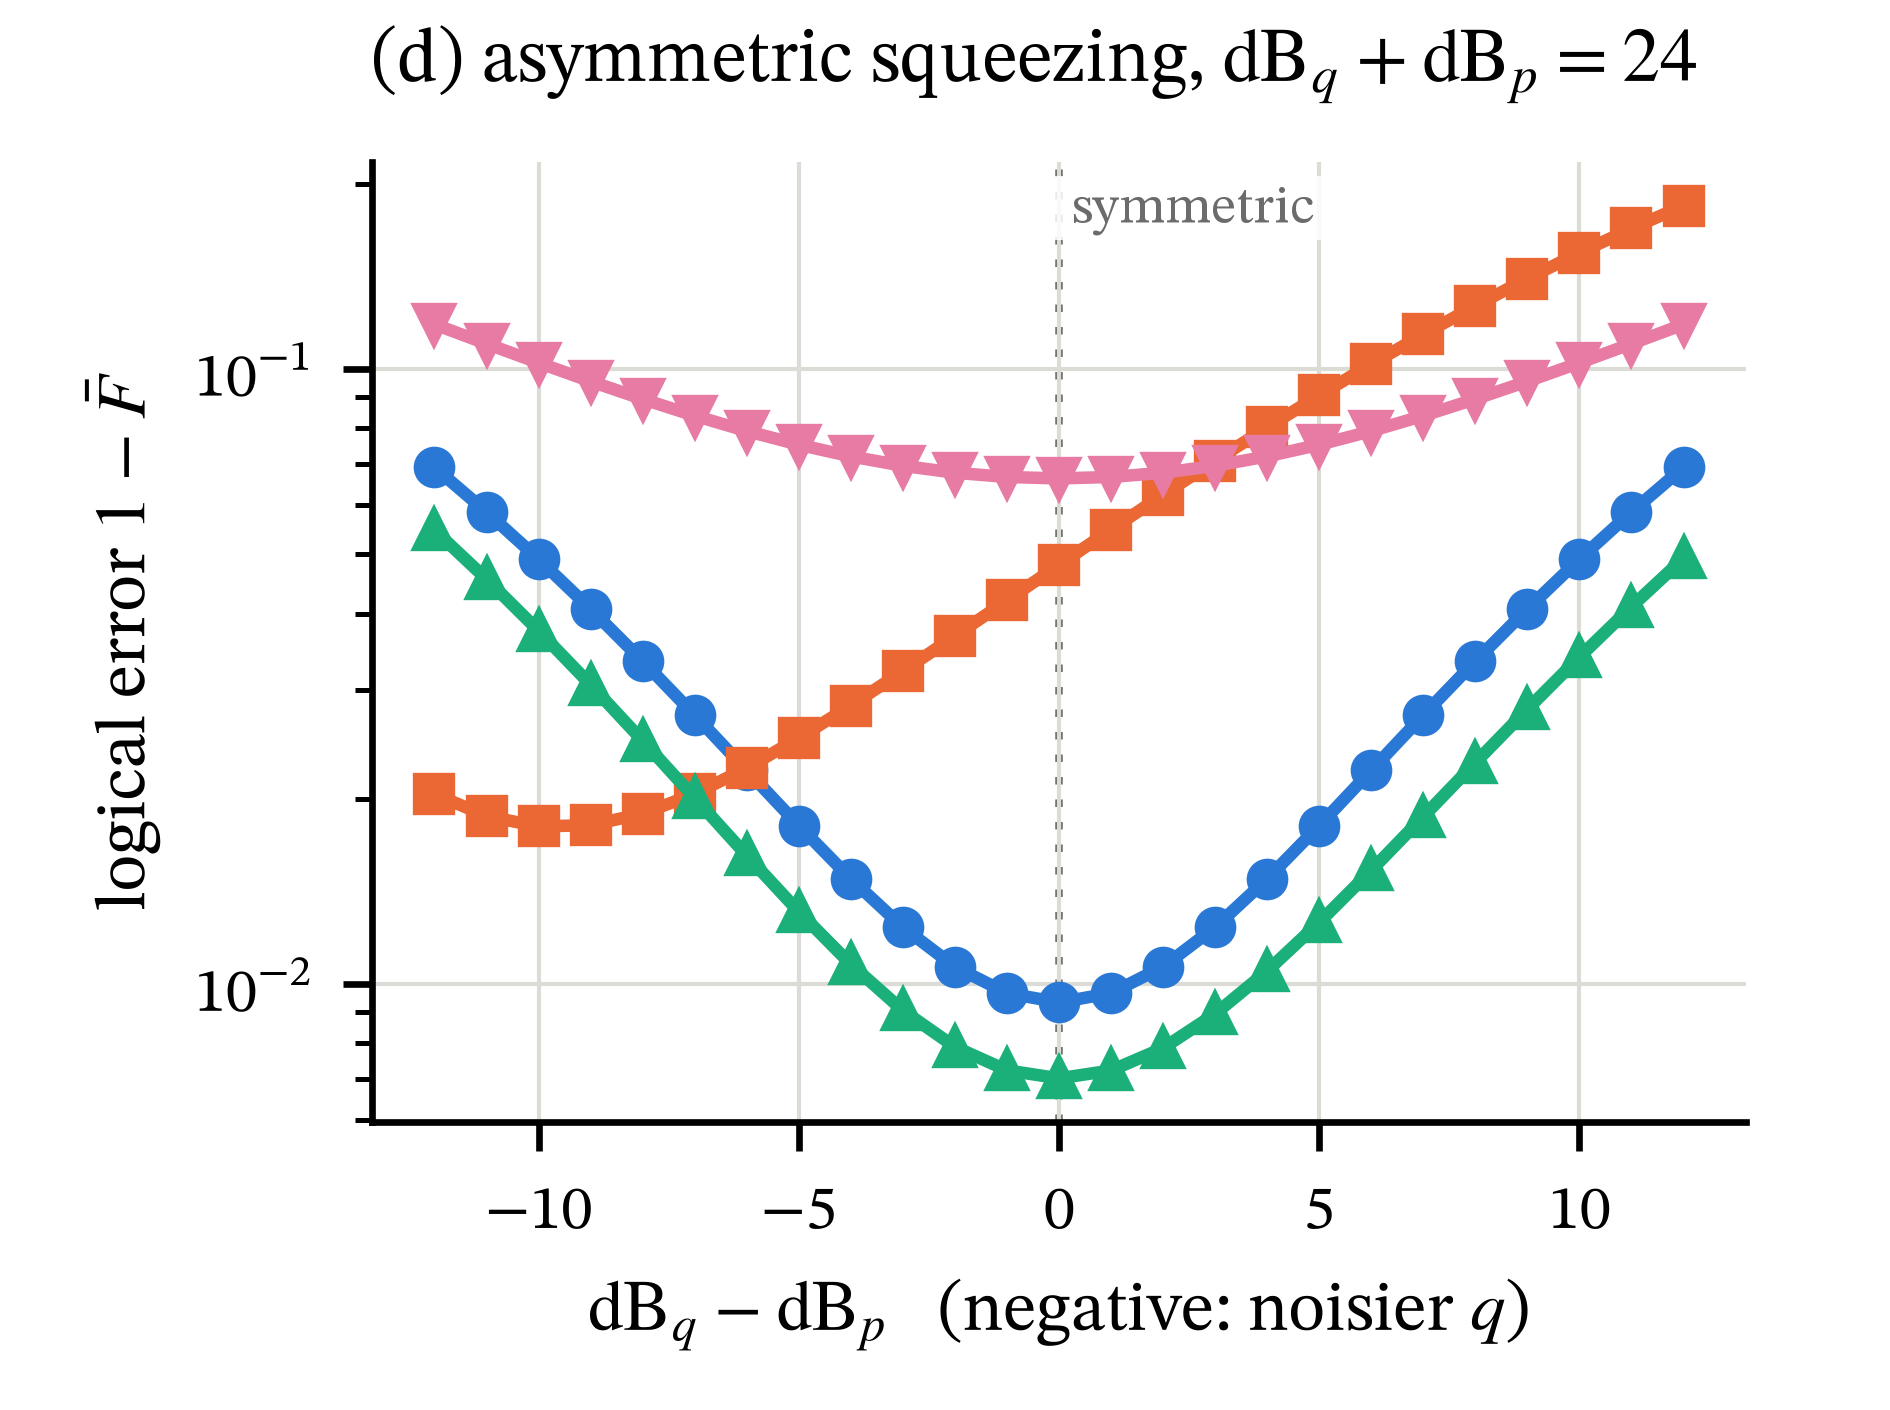 (d) asymmetric squeezing, dB_q + dB_p = 24
symmetric
10⁻¹
10⁻²
logical error 1 − F̄
−10
−5
0
5
10
dB_q − dB_p (negative: noisier q)